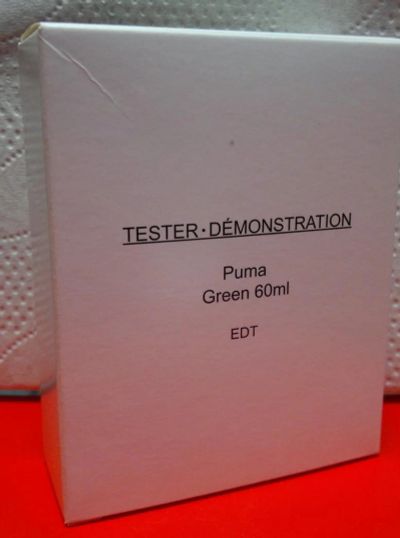 TESTER·DÉMONSTRATION
Puma
Green 60ml
EDT